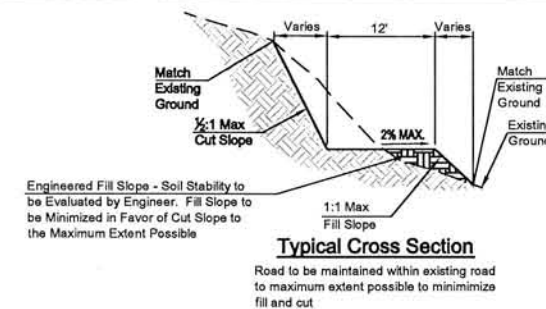 Varies
12'
Varies
Match
Existing
Ground
½:1 Max
Cut Slope
2% MAX.
Match
Existing
Ground
Existing
Ground
Engineered Fill Slope - Soil Stability to
be Evaluated by Engineer. Fill Slope to
be Minimized in Favor of Cut Slope to
the Maximum Extent Possible
1:1 Max
Fill Slope
Typical Cross Section
Road to be maintained within existing road
to maximum extent possible to minimimize
fill and cut